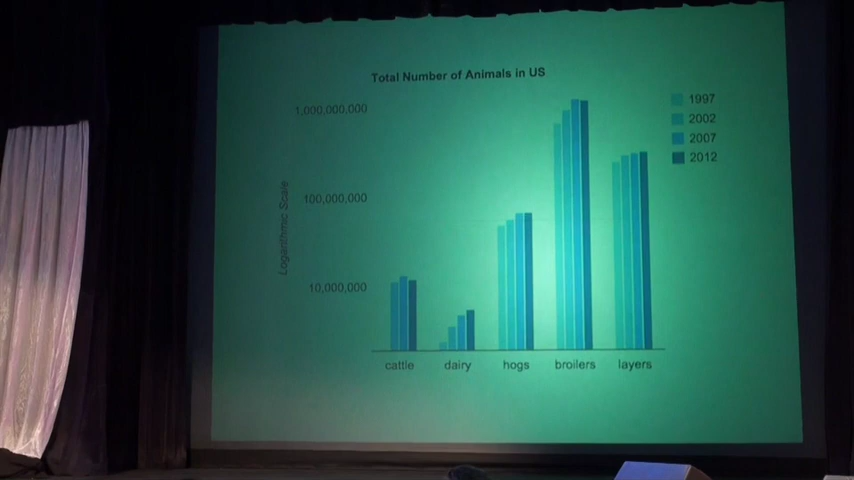 Total Number of Animals in US
1,000,000,000
100,000,000
10,000,000
Logarithmic Scale
cattle
dairy
hogs
broilers
layers
1997
2002
2007
2012